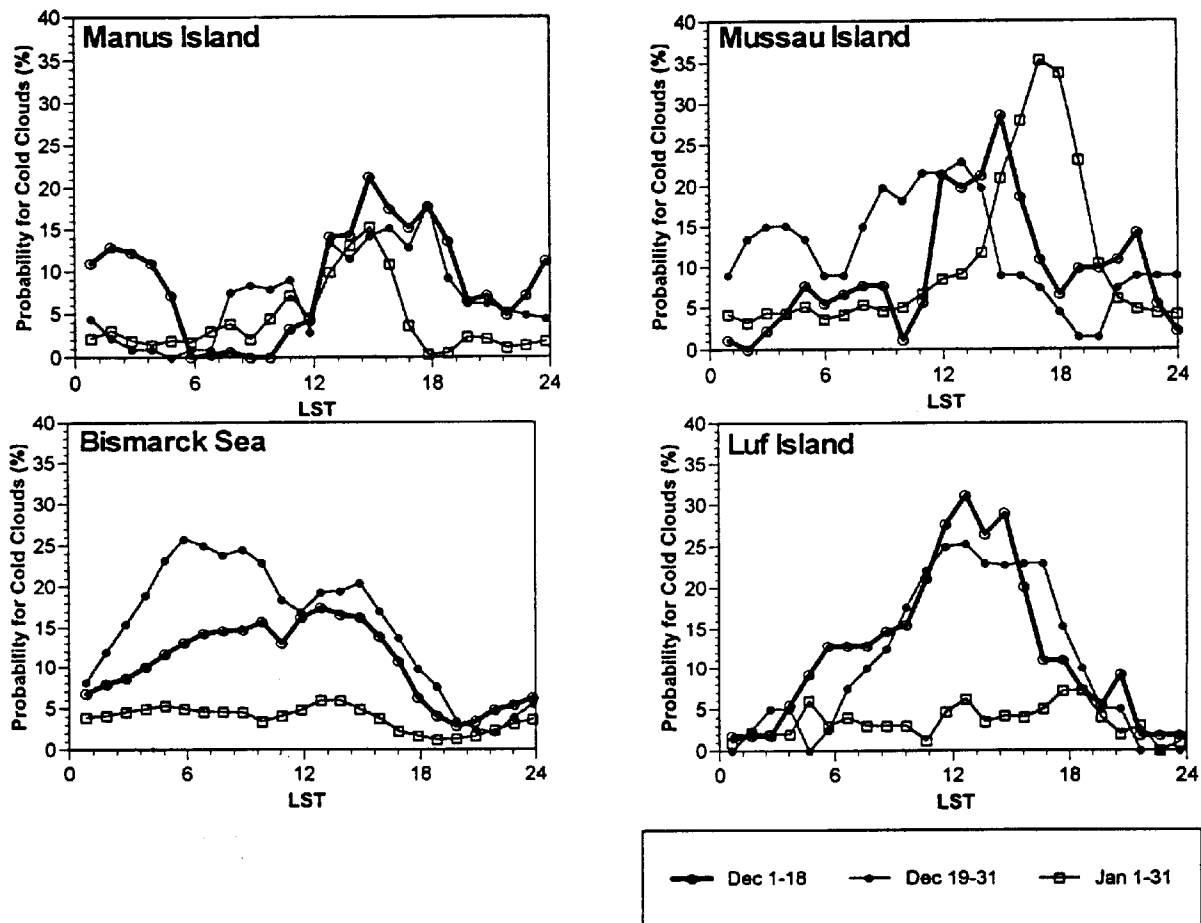 Manus Island
Probability for Cold Clouds (%)
40
35
30
25
20
15
10
5
0
0 6 12 18 24
LST
Mussau Island
Probability for Cold Clouds (%)
40
35
30
25
20
15
10
5
0
0 6 12 18 24
LST
Bismarck Sea
Probability for Cold Clouds (%)
40
35
30
25
20
15
10
5
0
0 6 12 18 24
LST
Luf Island
Probability for Cold Clouds (%)
40
35
30
25
20
15
10
5
0
0 6 12 18 24
LST
Dec 1-18 Dec 19-31 Jan 1-31